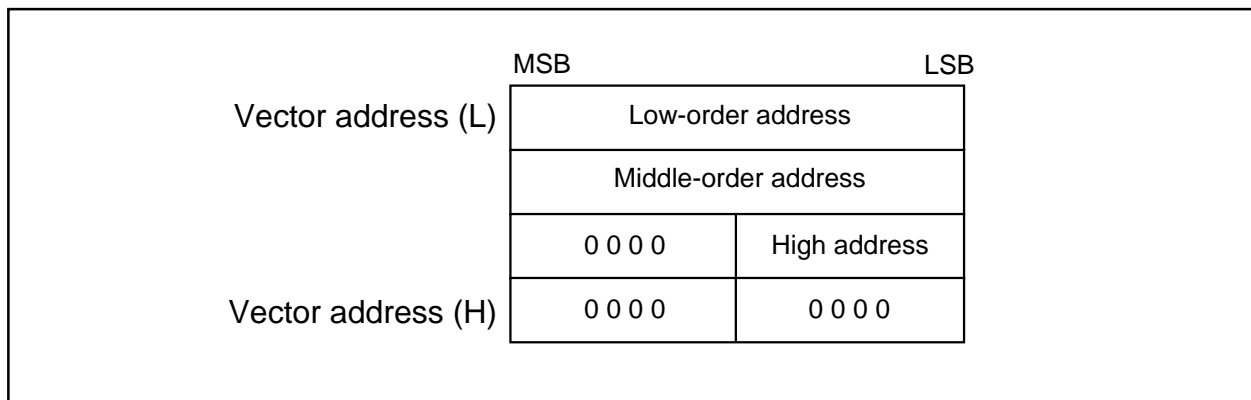 MSB LSB
Vector address (L) Low-order address
Middle-order address
0 0 0 0 High address
Vector address (H) 0 0 0 0 0 0 0 0